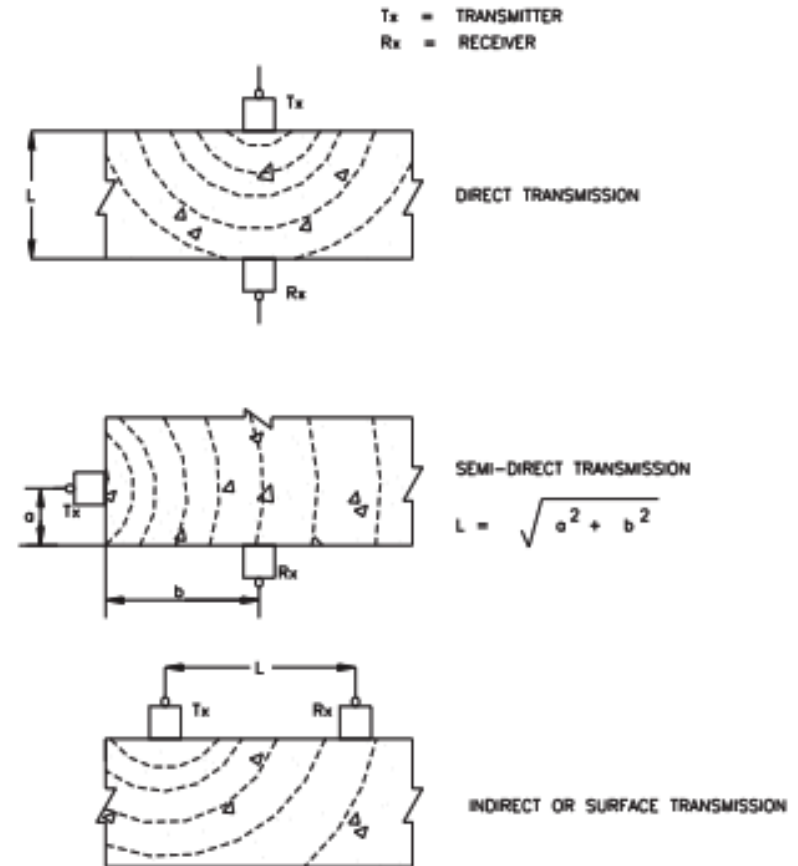 Tx = TRANSMITTER
Rx = RECEIVER
Tx
L
DIRECT TRANSMISSION
Rx
SEMI-DIRECT TRANSMISSION
L = √ a² + b²
a
Tx
Rx
b
L
Tx
Rx
INDIRECT OR SURFACE TRANSMISSION